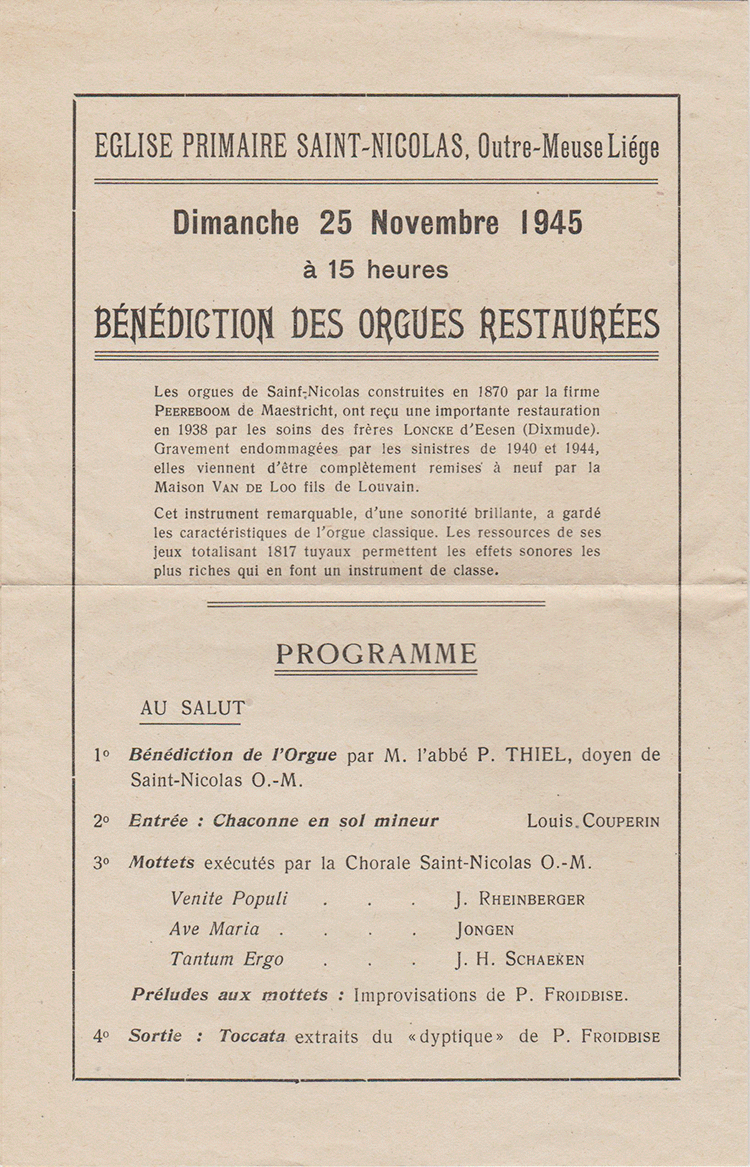 EGLISE PRIMAIRE SAINT-NICOLAS, Outre-Meuse Liége
Dimanche 25 Novembre 1945
à 15 heures
BÉNÉDICTION DES ORGUES RESTAURÉES
Les orgues de Saint-Nicolas construites en 1870 par la firme
PEEREBOOM de Maestricht, ont reçu une importante restauration
en 1938 par les soins des frères LONCKE d'Eesen (Dixmude).
Gravement endommagées par les sinistres de 1940 et 1944,
elles viennent d'être complètement remises à neuf par la
Maison VAN DE LOO fils de Louvain.
Cet instrument remarquable, d'une sonorité brillante, a gardé
les caractéristiques de l'orgue classique. Les ressources de ses
jeux totalisant 1817 tuyaux permettent les effets sonores les
plus riches qui en font un instrument de classe.
PROGRAMME
AU SALUT
1º Bénédiction de l'Orgue par M. l'abbé P. THIEL, doyen de
Saint-Nicolas O.-M.
2º Entrée : Chaconne en sol mineur Louis COUPERIN
3º Mottets exécutés par la Chorale Saint-Nicolas O.-M.
Venite Populi . . . J. RHEINBERGER
Ave Maria . . . . JONGEN
Tantum Ergo . . . J. H. SCHAEKEN
Préludes aux mottets : Improvisations de P. FROIDBISE.
4º Sortie : Toccata extraits du «dyptique» de P. FROIDBISE